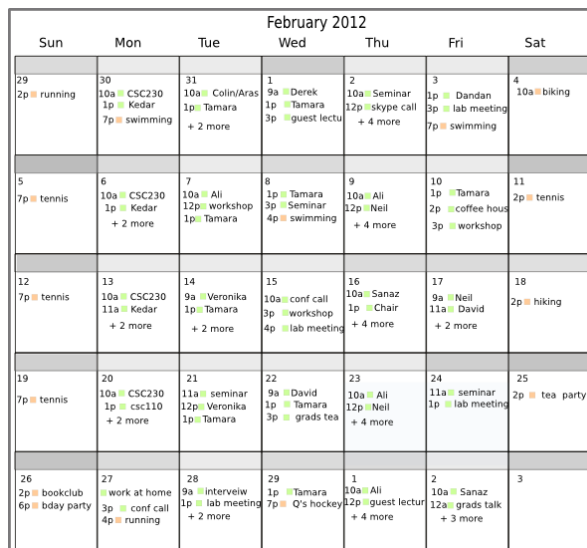 February 2012
Sun Mon Tue Wed Thu Fri Sat
29
2p running
30
10a CSC230
1p Kedar
7p swimming
31
10a Colin/Aras
1p Tamara
+ 2 more
1
9a Derek
1p Tamara
3p guest lectu
2
10a Seminar
12p skype call
+ 4 more
3
1p Dandan
3p lab meeting
7p swimming
4
10a biking
5
7p tennis
6
10a CSC230
1p Kedar
+ 2 more
7
10a Ali
12p workshop
1p Tamara
8
1p Tamara
3p Seminar
4p swimming
9
10a Ali
12p Neil
+ 4 more
10
1p Tamara
2p coffee hous
3p workshop
11
2p tennis
12
7p tennis
13
10a CSC230
11a Kedar
+ 2 more
14
9a Veronika
1p Tamara
+ 2 more
15
10a conf call
3p workshop
4p lab meeting
16
10a Sanaz
1p Chair
+ 4 more
17
9a Neil
11a David
+ 2 more
18
2p hiking
19
7p tennis
20
10a CSC230
1p csc110
+ 2 more
21
11a seminar
12p Veronika
1p Tamara
22
9a David
1p Tamara
3p grads tea
23
10a Ali
12p Neil
+ 4 more
24
11a seminar
1p lab meeting
25
2p tea party
26
2p bookclub
6p bday party
27
work at home
3p conf call
4p running
28
9a interveiw
1p lab meeting
+ 2 more
29
1p Tamara
7p Q's hockey
1
10a Ali
12p guest lectur
+ 4 more
2
10a Sanaz
12a grads talk
+ 3 more
3